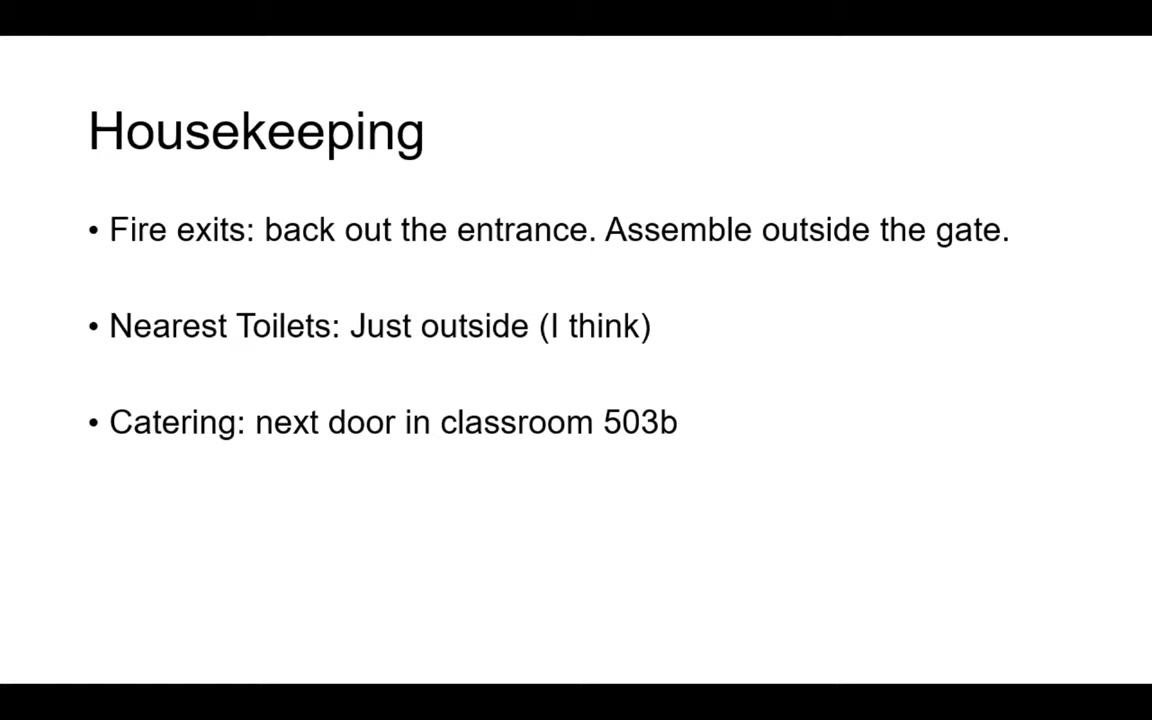 Housekeeping
• Fire exits: back out the entrance. Assemble outside the gate.
• Nearest Toilets: Just outside (I think)
• Catering: next door in classroom 503b